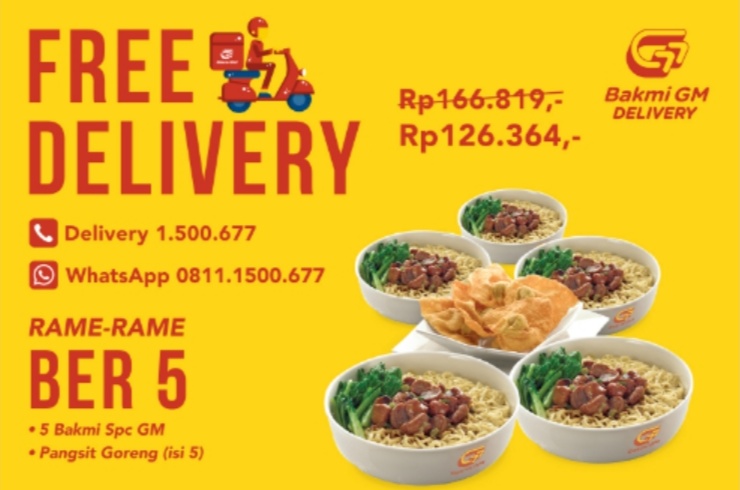 FREE
DELIVERY
Rp166.819,-
Rp126.364,-
Bakmi GM
DELIVERY
Delivery 1.500.677
WhatsApp 0811.1500.677
RAME-RAME
BER 5
• 5 Bakmi Spc GM
• Pangsit Goreng (isi 5)